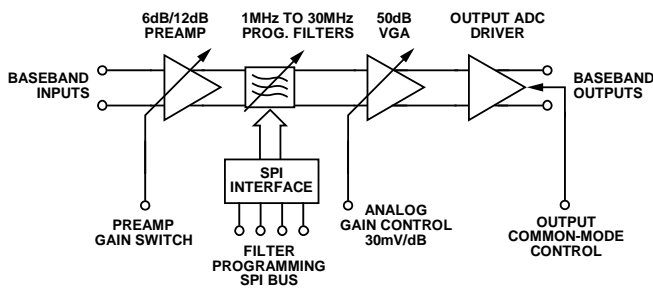 6dB/12dB
PREAMP
1MHz TO 30MHz
PROG. FILTERS
50dB
VGA
OUTPUT ADC
DRIVER
BASEBAND
INPUTS
BASEBAND
OUTPUTS
SPI
INTERFACE
PREAMP
GAIN SWITCH
FILTER
PROGRAMMING
SPI BUS
ANALOG
GAIN CONTROL
30mV/dB
OUTPUT
COMMON-MODE
CONTROL